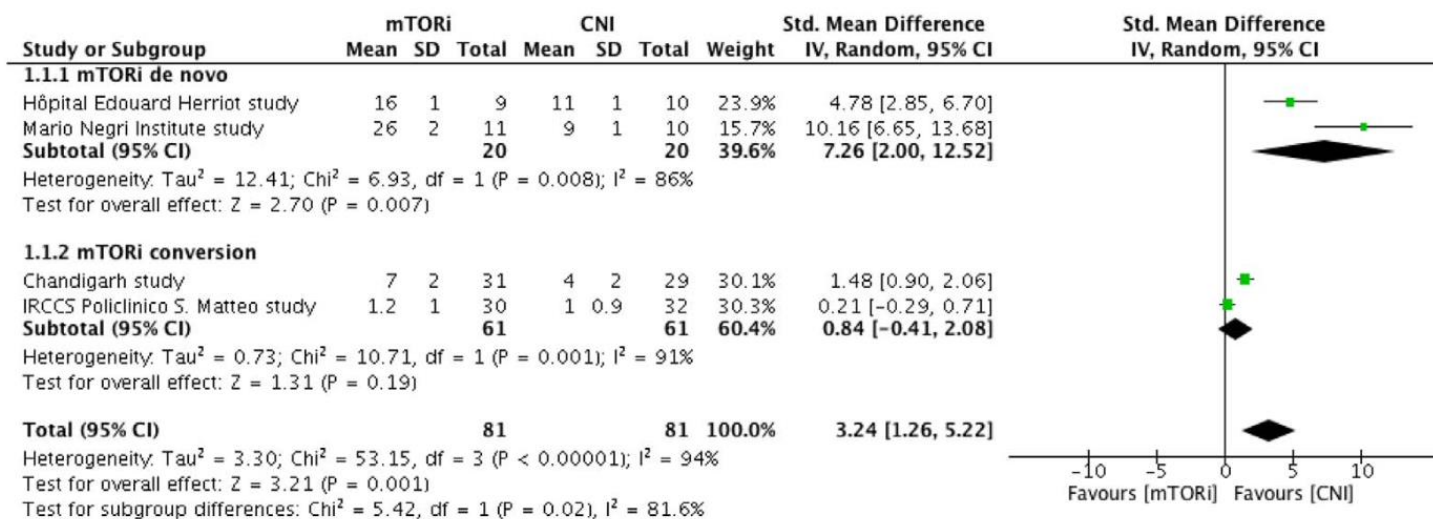 mTORi CNI Std. Mean Difference Std. Mean Difference
Study or Subgroup Mean SD Total Mean SD Total Weight IV, Random, 95% CI IV, Random, 95% CI
1.1.1 mTORi de novo
Hôpital Edouard Herriot study 16 1 9 11 1 10 23.9% 4.78 [2.85, 6.70]
Mario Negri Institute study 26 2 11 9 1 10 15.7% 10.16 [6.65, 13.68]
Subtotal (95% CI) 20 20 39.6% 7.26 [2.00, 12.52]
Heterogeneity: Tau² = 12.41; Chi² = 6.93, df = 1 (P = 0.008); I² = 86%
Test for overall effect: Z = 2.70 (P = 0.007)
1.1.2 mTORi conversion
Chandigarh study 7 2 31 4 2 29 30.1% 1.48 [0.90, 2.06]
IRCCS Policlinico S. Matteo study 1.2 1 30 1 0.9 32 30.3% 0.21 [-0.29, 0.71]
Subtotal (95% CI) 61 61 60.4% 0.84 [-0.41, 2.08]
Heterogeneity: Tau² = 0.73; Chi² = 10.71, df = 1 (P = 0.001); I² = 91%
Test for overall effect: Z = 1.31 (P = 0.19)
Total (95% CI) 81 81 100.0% 3.24 [1.26, 5.22]
Heterogeneity: Tau² = 3.30; Chi² = 53.15, df = 3 (P < 0.00001); I² = 94%
Test for overall effect: Z = 3.21 (P = 0.001)
Test for subgroup differences: Chi² = 5.42, df = 1 (P = 0.02), I² = 81.6%
-10 -5 0 5 10
Favours [mTORi] Favours [CNI]